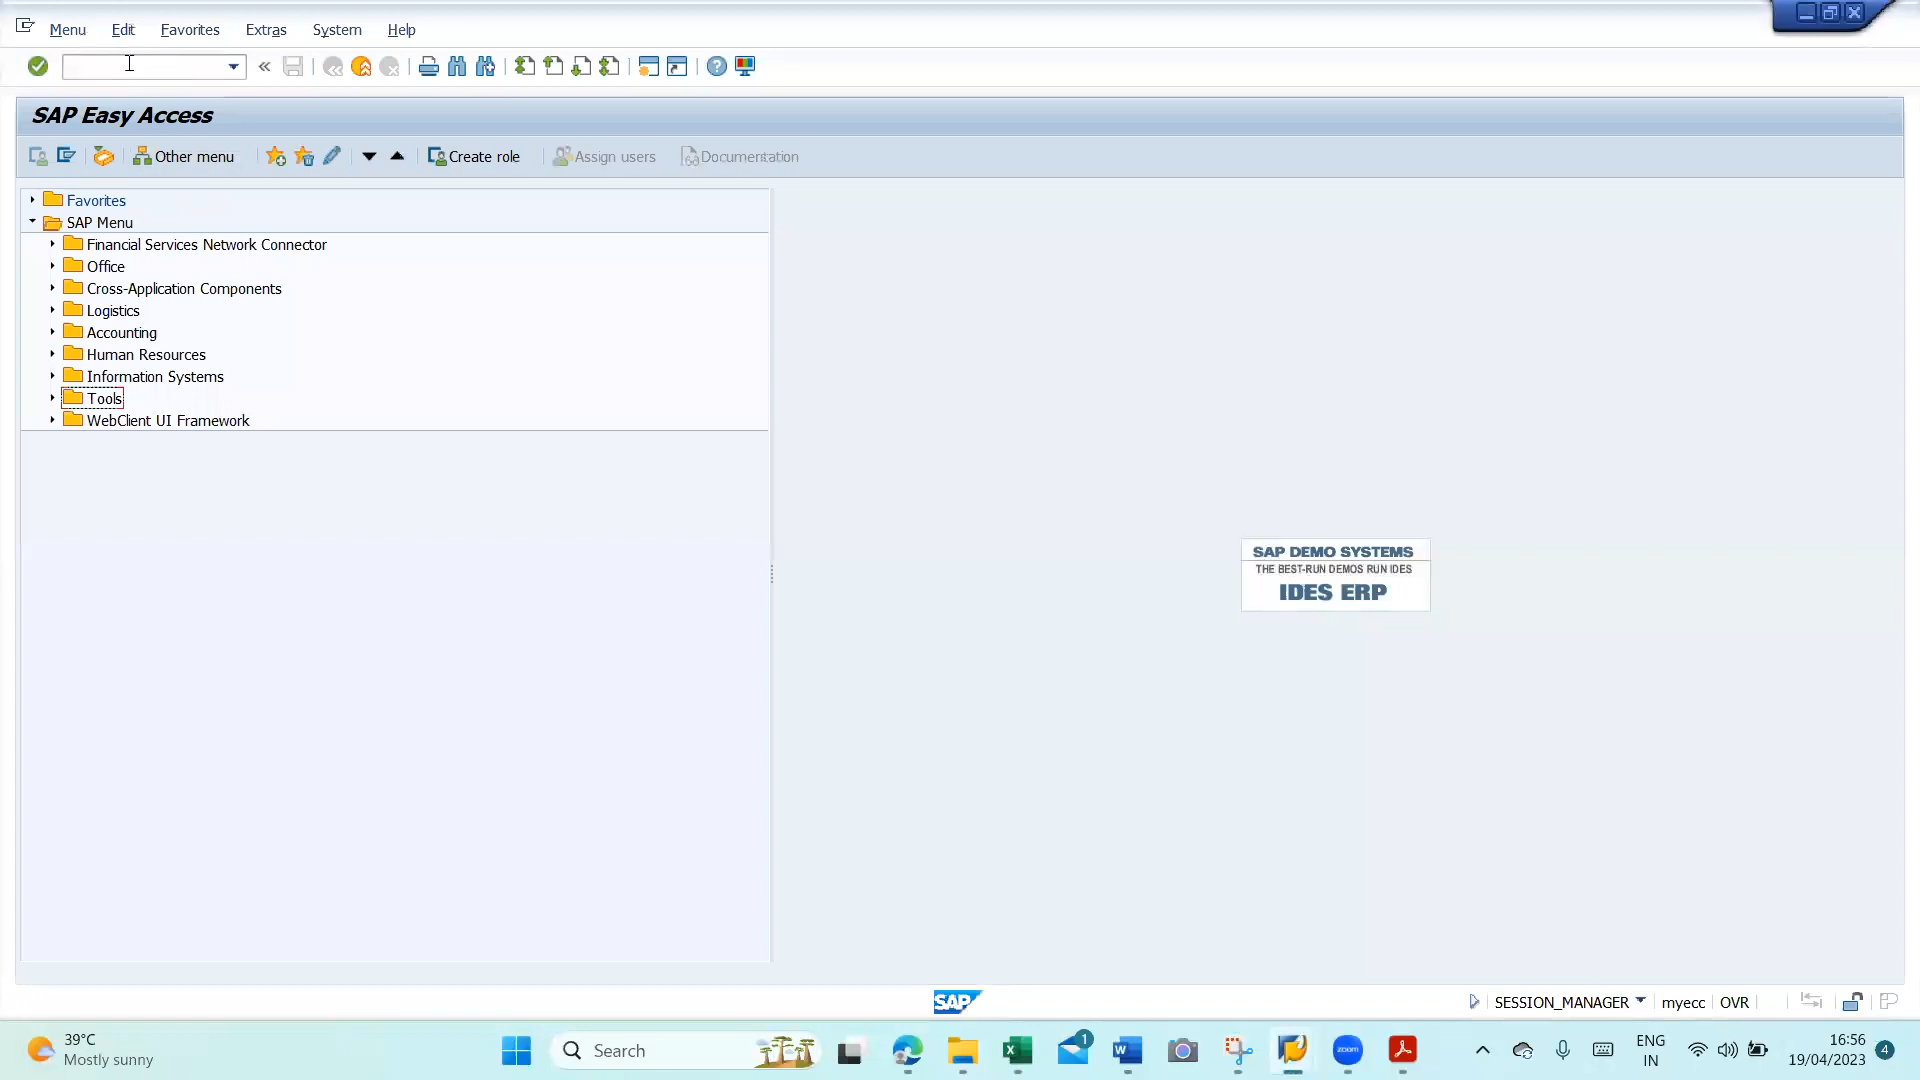 Menu Edit Favorites Extras System Help
SAP Easy Access
Other menu Create role Assign users Documentation
Favorites
SAP Menu
Financial Services Network Connector
Office
Cross-Application Components
Logistics
Accounting
Human Resources
Information Systems
Tools
WebClient UI Framework
SAP DEMO SYSTEMS
THE BEST-RUN DEMOS RUN IDES
IDES ERP
SAP
SESSION_MANAGER myecc OVR
39°C
Mostly sunny
Search
1
W
zoom
ENG
IN
16:56
19/04/2023
4